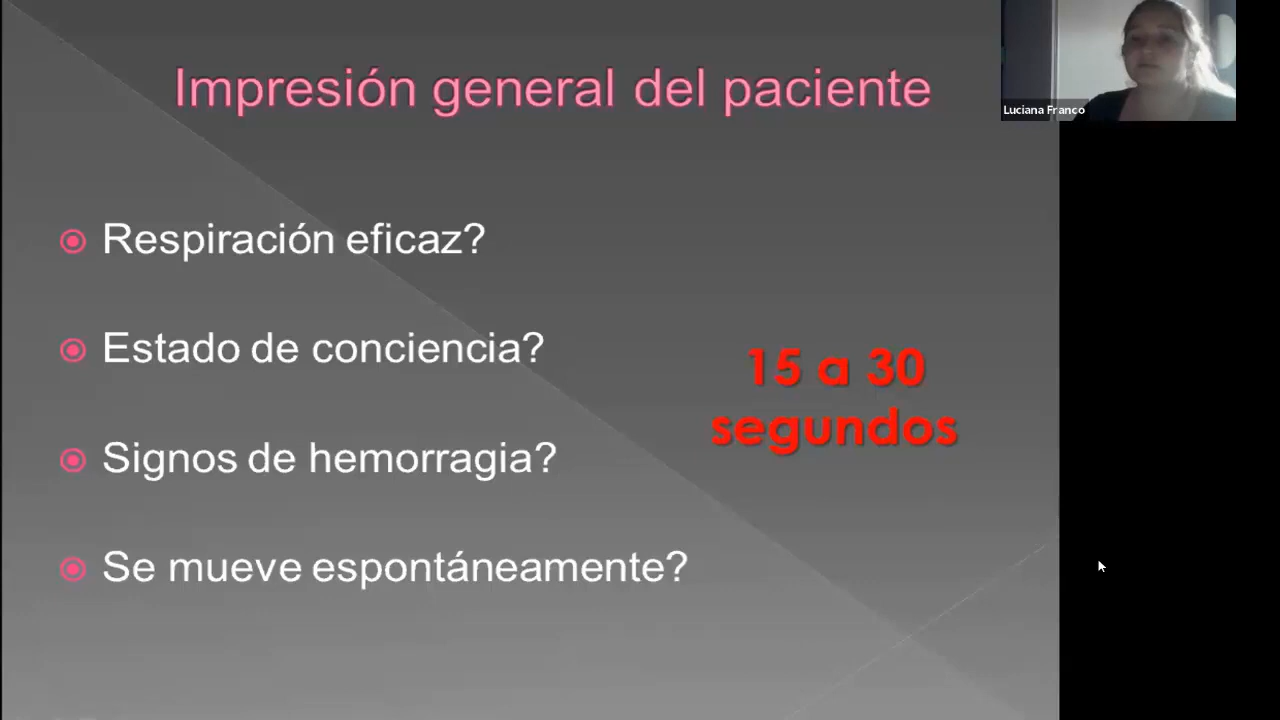 Impresión general del paciente
Luciana Franco
Respiración eficaz?
Estado de conciencia?
15 a 30
segundos
Signos de hemorragia?
Se mueve espontáneamente?